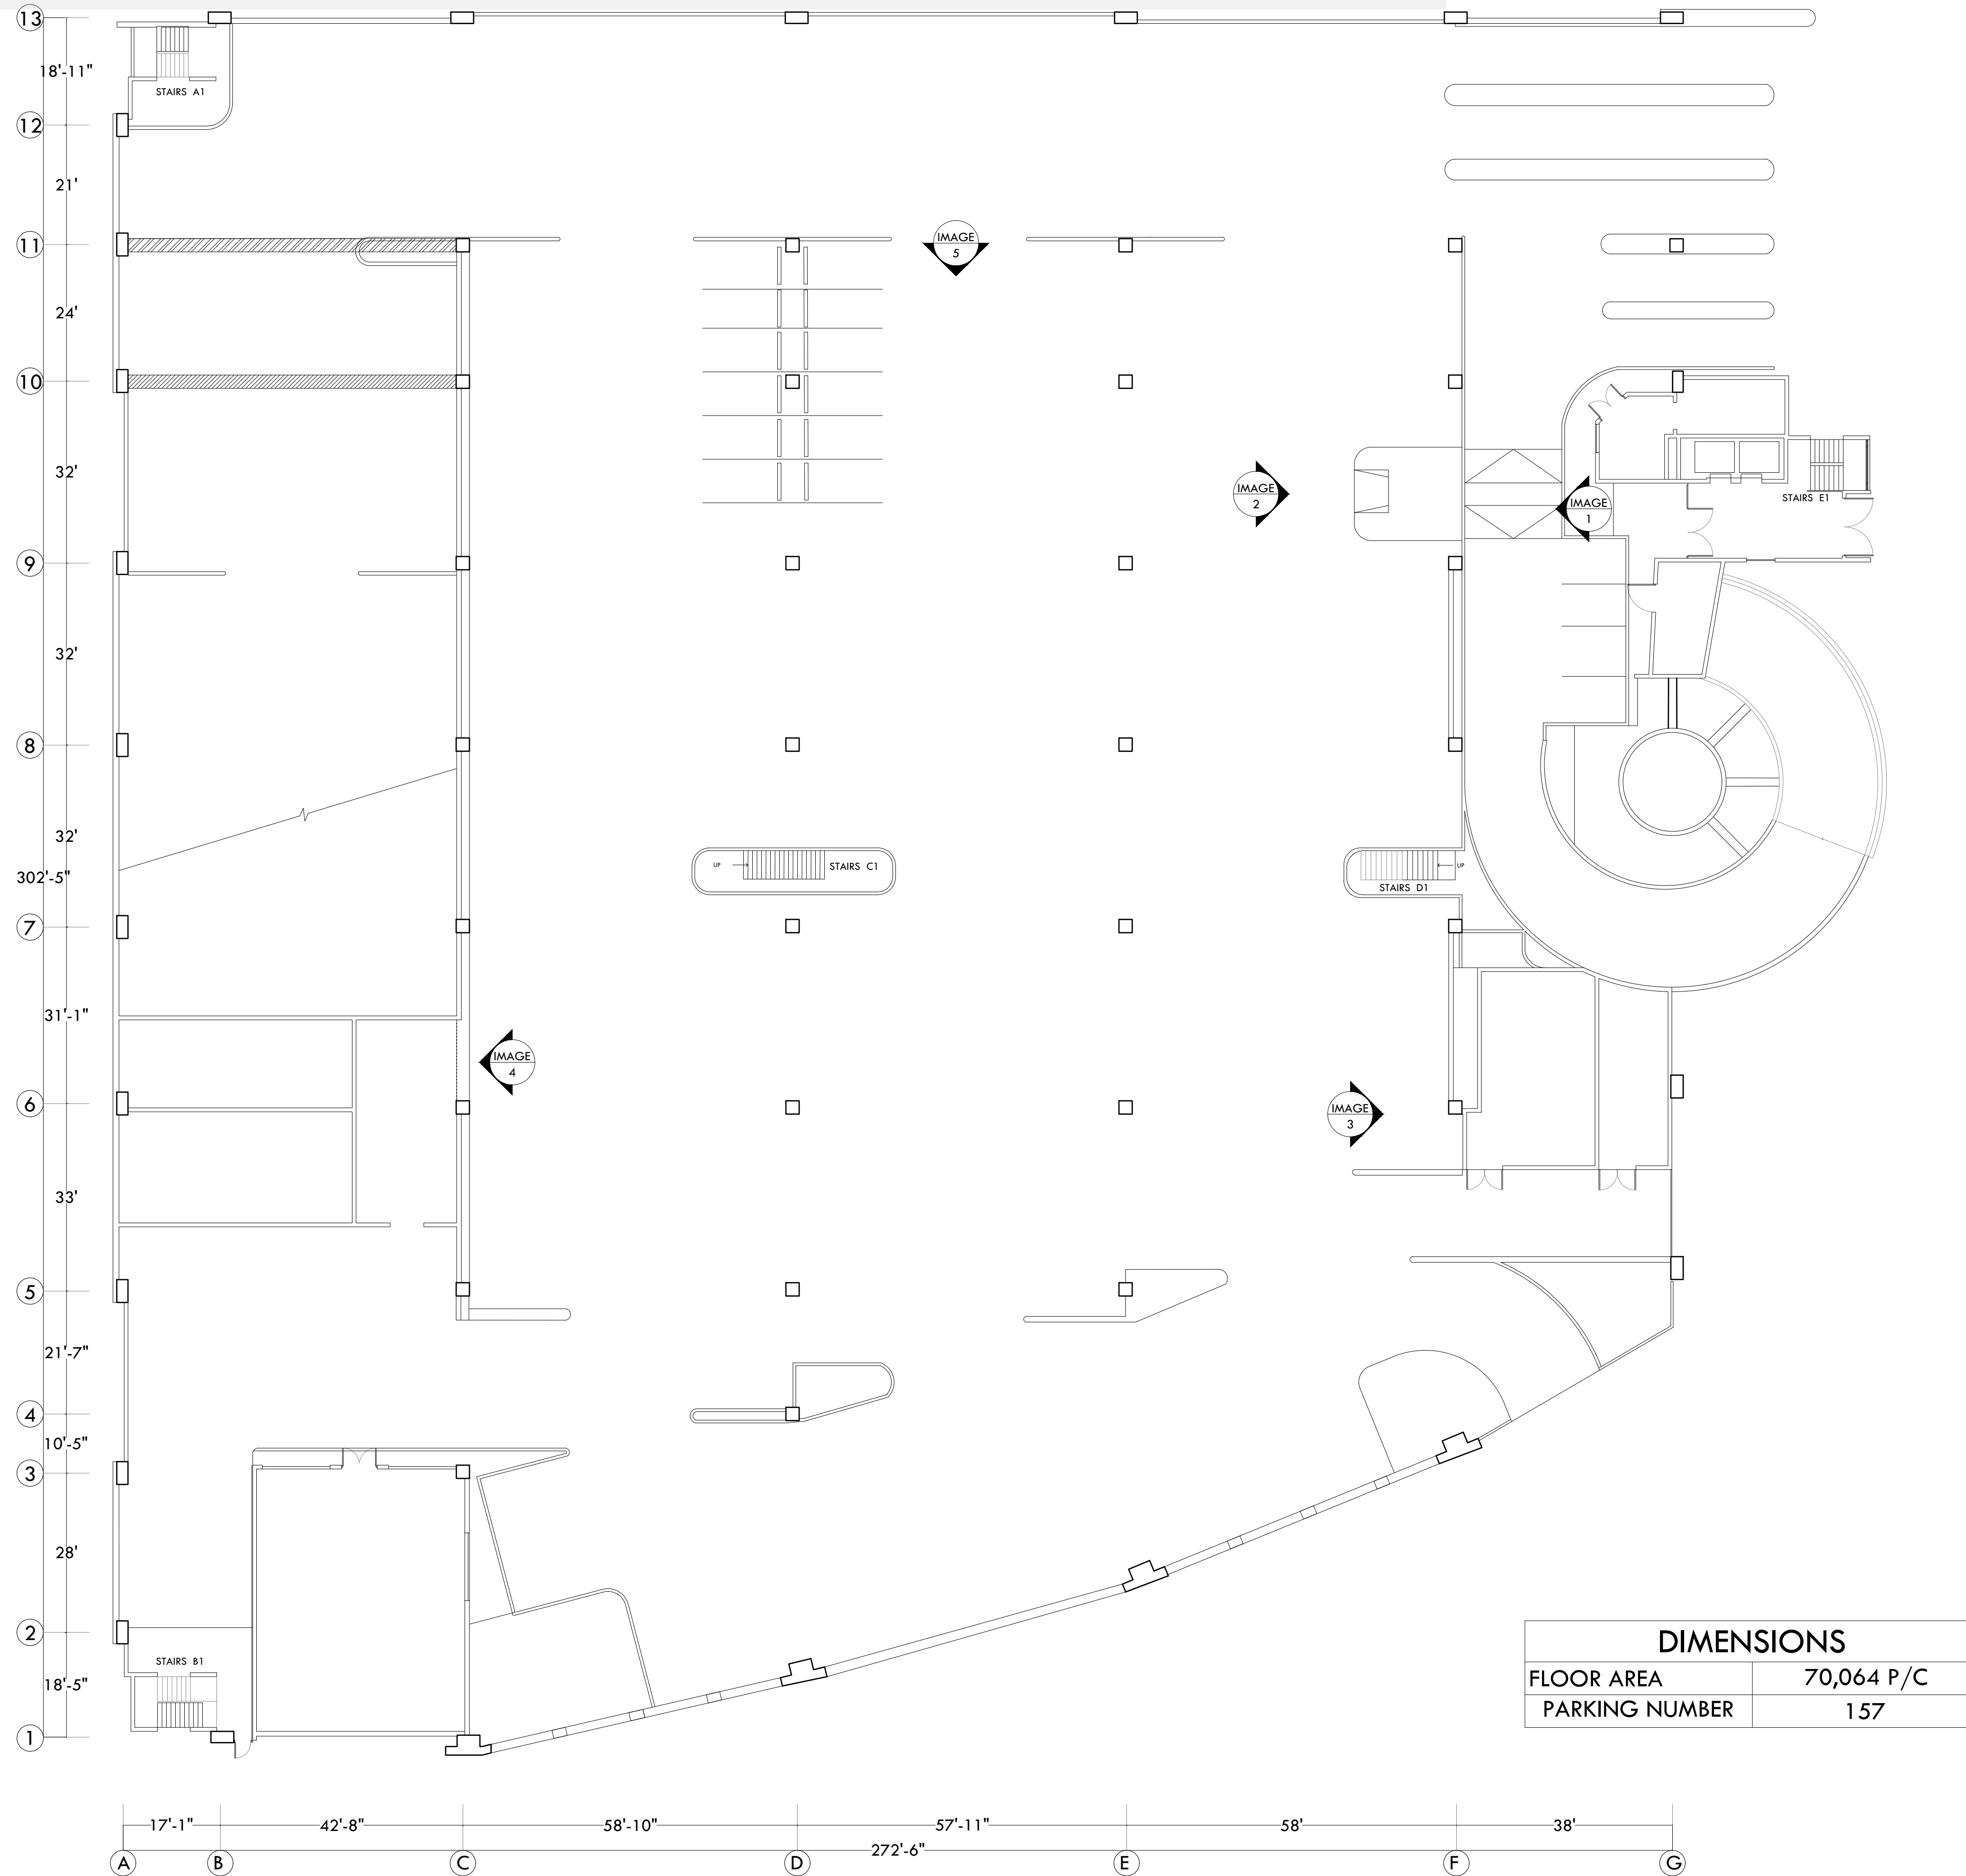 13
18'-11"
STAIRS A1
12
21'
11
IMAGE
5
24'
10
32'
IMAGE
2
IMAGE
1
STAIRS E1
9
32'
8
32'
UP
STAIRS C1
UP
STAIRS D1
302'-5"
7
31'-1"
IMAGE
4
6
IMAGE
3
33'
5
21'-7"
4
10'-5"
3
28'
2
STAIRS B1
18'-5"
1
DIMENSIONS
FLOOR AREA 70,064 P/C
PARKING NUMBER 157
17'-1" 42'-8" 58'-10" 57'-11" 58' 38'
272'-6"
A B C D E F G